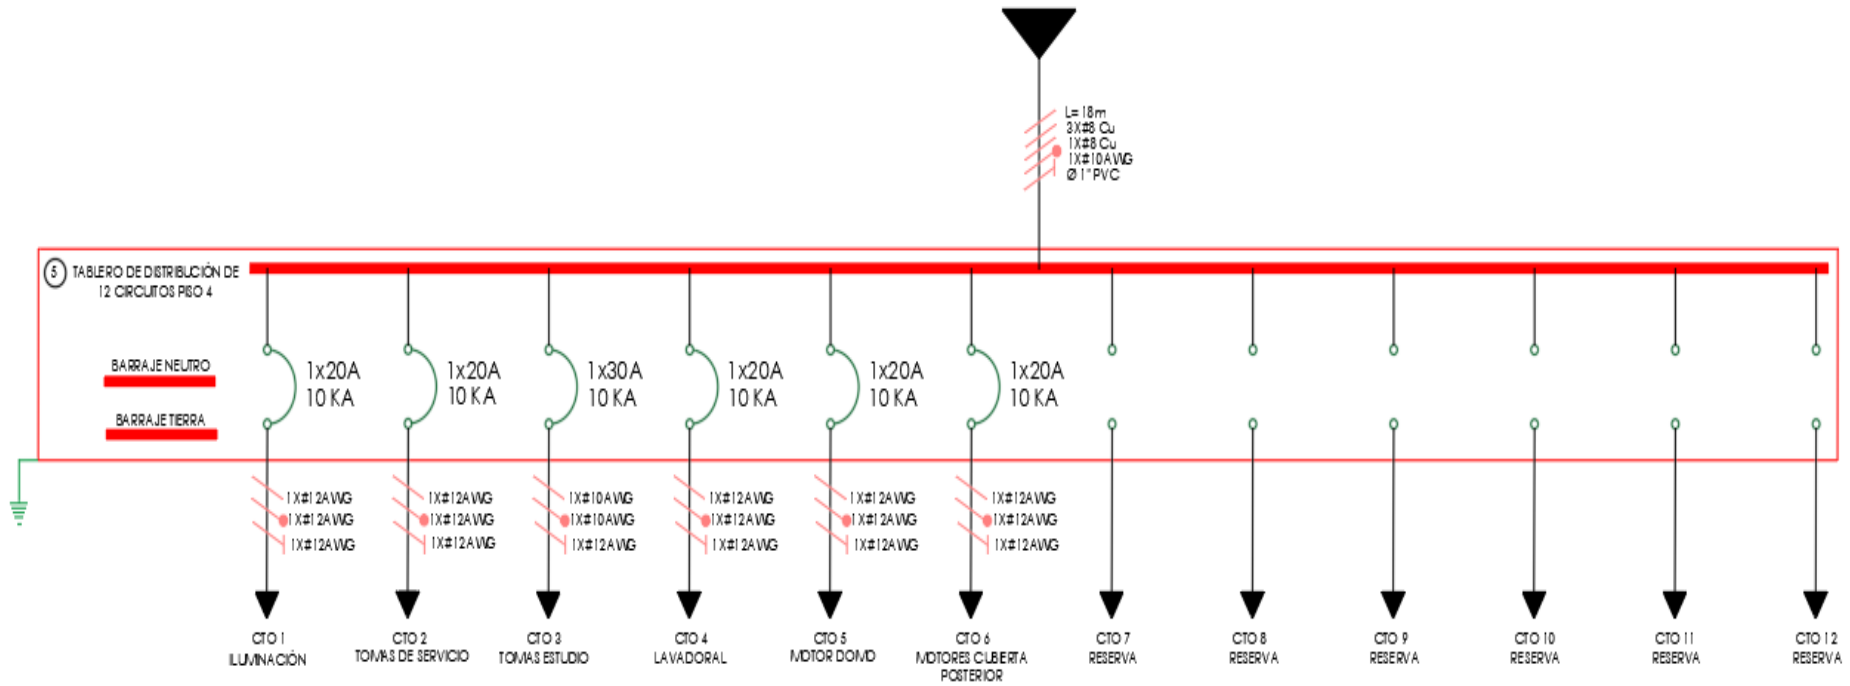 L= 18m
3X#8 Cu
1X#8 Cu
1X#10AWG
Ø 1" PVC
5
TABLERO DE DISTRIBUCIÓN DE
12 CIRCUITOS PISO 4
BARRAJE NEUTRO
BARRAJE TIERRA
1x20A
10 KA
1x20A
10 KA
1x30A
10 KA
1x20A
10 KA
1x20A
10 KA
1x20A
10 KA
1X#12AWG
1X#12AWG
1X#12AWG
1X#12AWG
1X#12AWG
1X#12AWG
1X#10AWG
1X#10AWG
1X#12AWG
1X#12AWG
1X#12AWG
1X#12AWG
1X#12AWG
1X#12AWG
1X#12AWG
1X#12AWG
1X#12AWG
1X#12AWG
CTO 1
ILUMINACIÓN
CTO 2
TOMAS DE SERVICIO
CTO 3
TOMAS ESTUDIO
CTO 4
LAVADORAL
CTO 5
MOTOR DOMO
CTO 6
MOTORES CUBIERTA
POSTERIOR
CTO 7
RESERVA
CTO 8
RESERVA
CTO 9
RESERVA
CTO 10
RESERVA
CTO 11
RESERVA
CTO 12
RESERVA